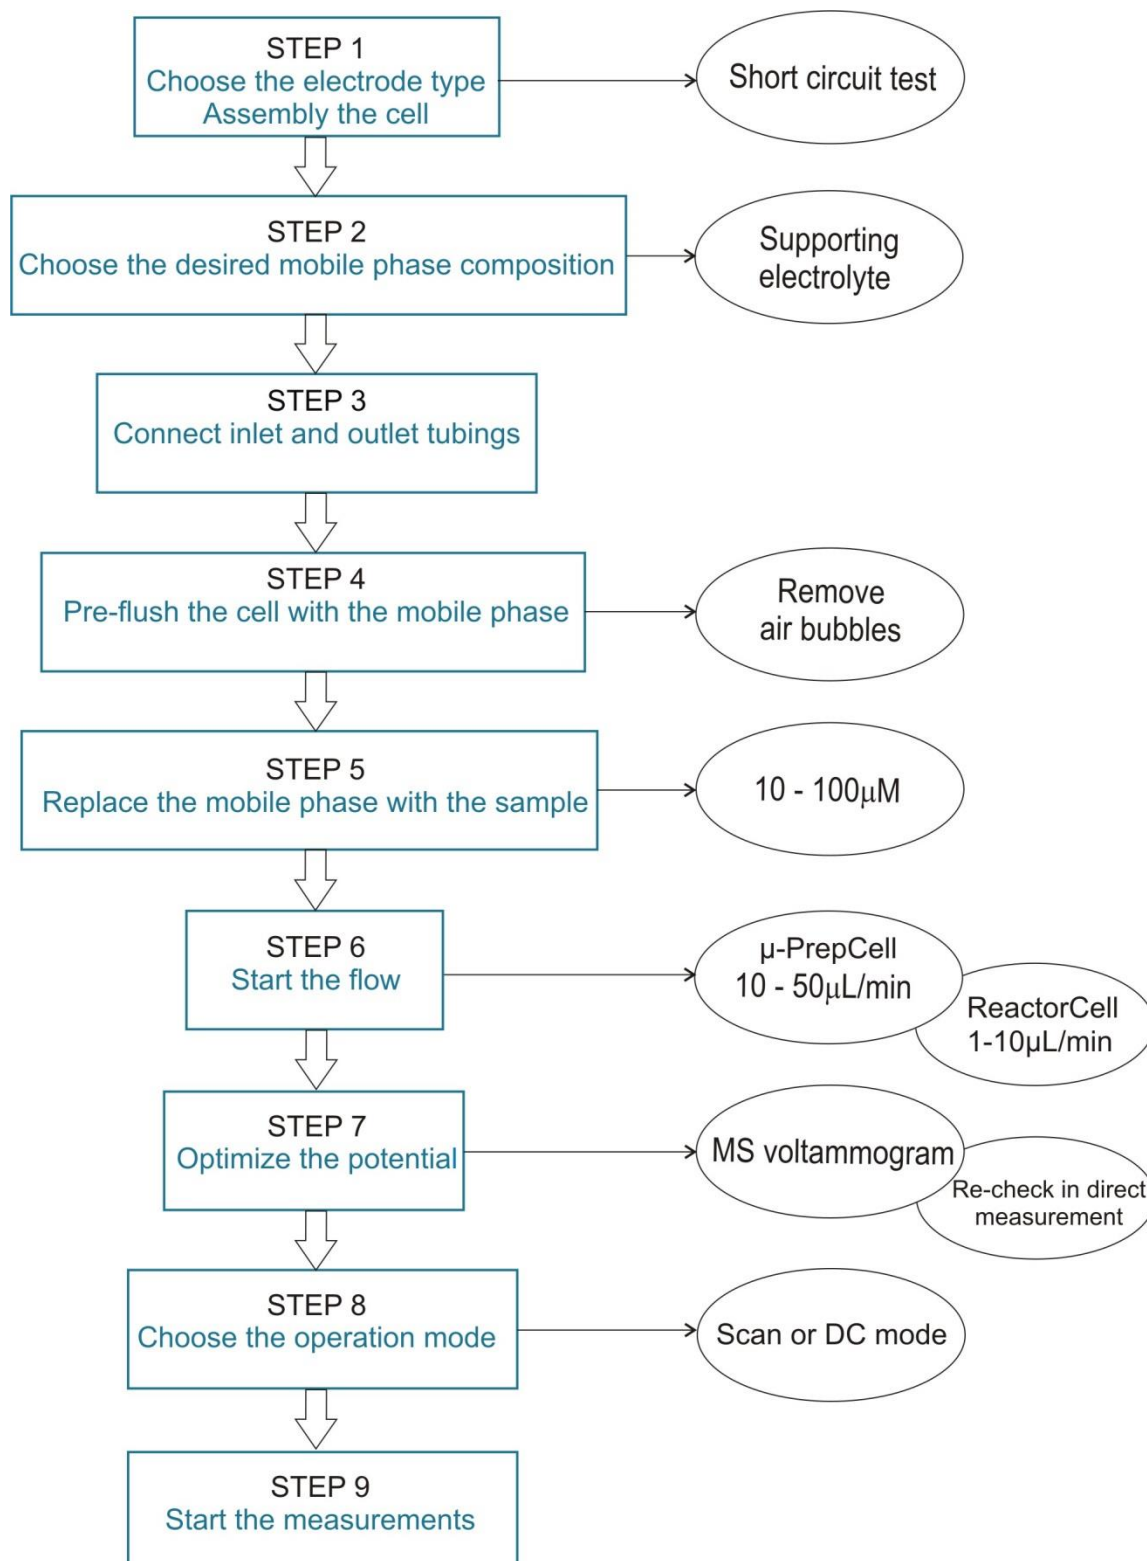 STEP 1
Choose the electrode type
Assembly the cell
Short circuit test
STEP 2
Choose the desired mobile phase composition
Supporting
electrolyte
STEP 3
Connect inlet and outlet tubings
STEP 4
Pre-flush the cell with the mobile phase
Remove
air bubbles
STEP 5
Replace the mobile phase with the sample
10 - 100µM
STEP 6
Start the flow
µ-PrepCell
10 - 50µL/min
ReactorCell
1-10µL/min
STEP 7
Optimize the potential
MS voltammogram
Re-check in direct
measurement
STEP 8
Choose the operation mode
Scan or DC mode
STEP 9
Start the measurements